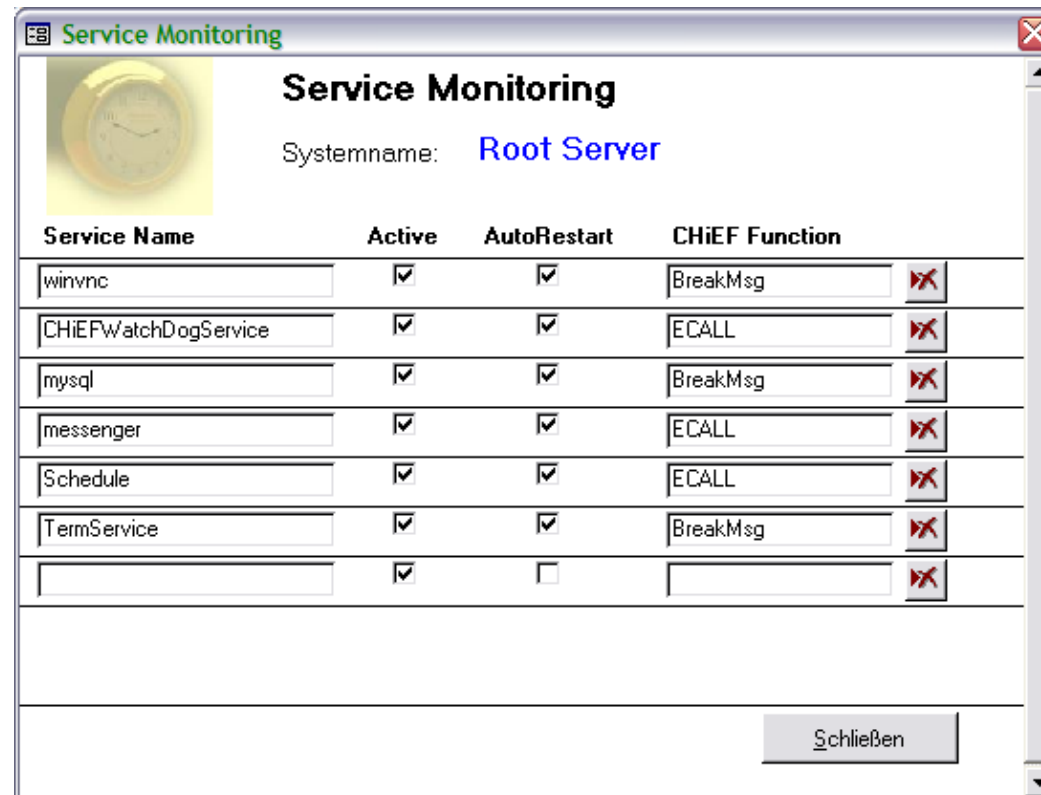 Service Monitoring
Service Monitoring
Systemname: Root Server
Service Name Active AutoRestart CHiEF Function
winvnc BreakMsg
CHiEFWatchDogService ECALL
mysql BreakMsg
messenger ECALL
Schedule ECALL
TermService BreakMsg
Schließen